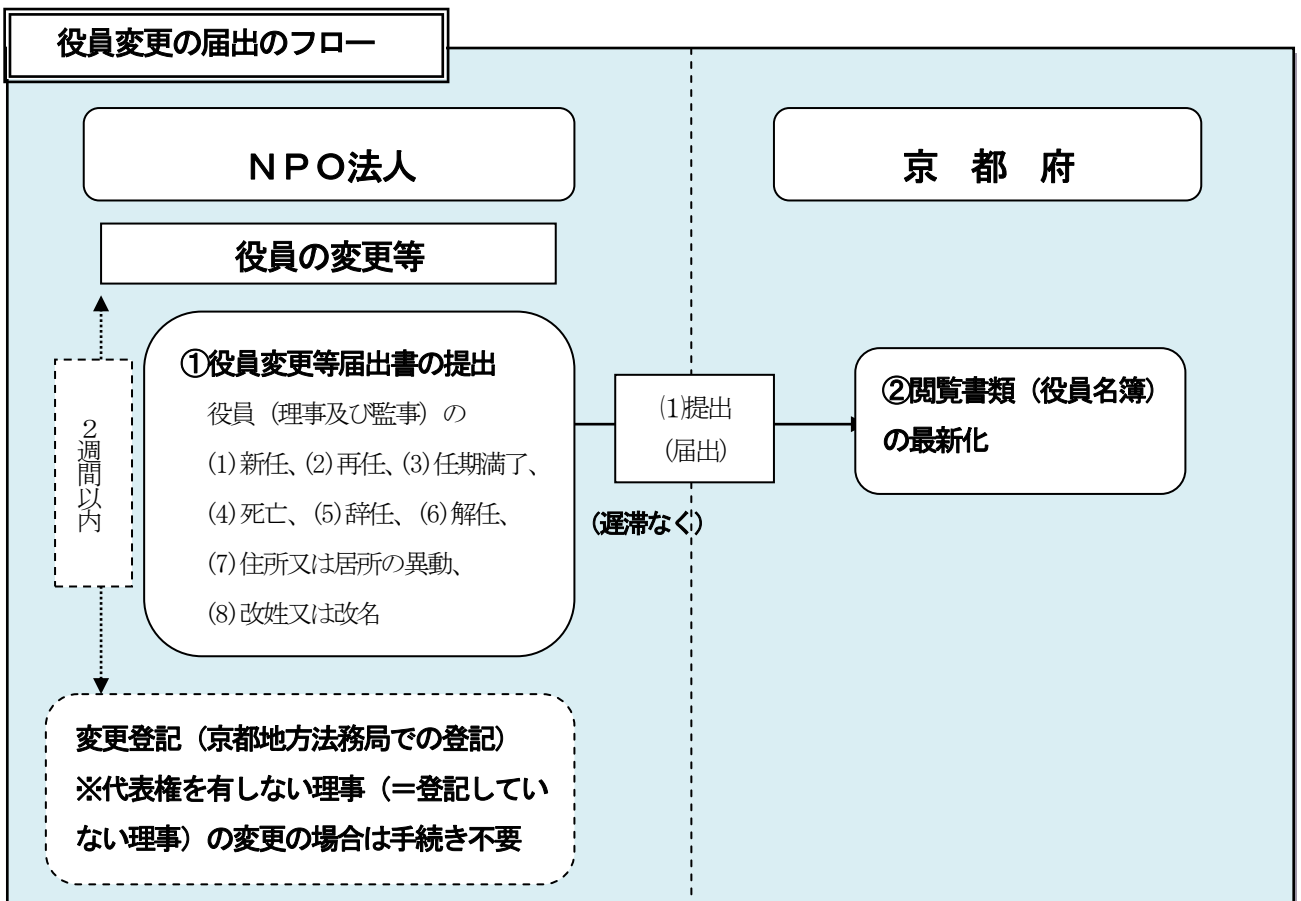 役員変更の届出のフロー
ＮＰＯ法人
京　都　府
役員の変更等
２週間以内
①役員変更等届出書の提出
役員（理事及び監事）の
(1)新任、(2)再任、(3)任期満了、
(4)死亡、(5)辞任、(6)解任、
(7)住所又は居所の異動、
(8)改姓又は改名
(1)提出
(届出)
(遅滞なく)
②閲覧書類（役員名簿）
の最新化
変更登記（京都地方法務局での登記）
※代表権を有しない理事（＝登記してい
ない理事）の変更の場合は手続き不要